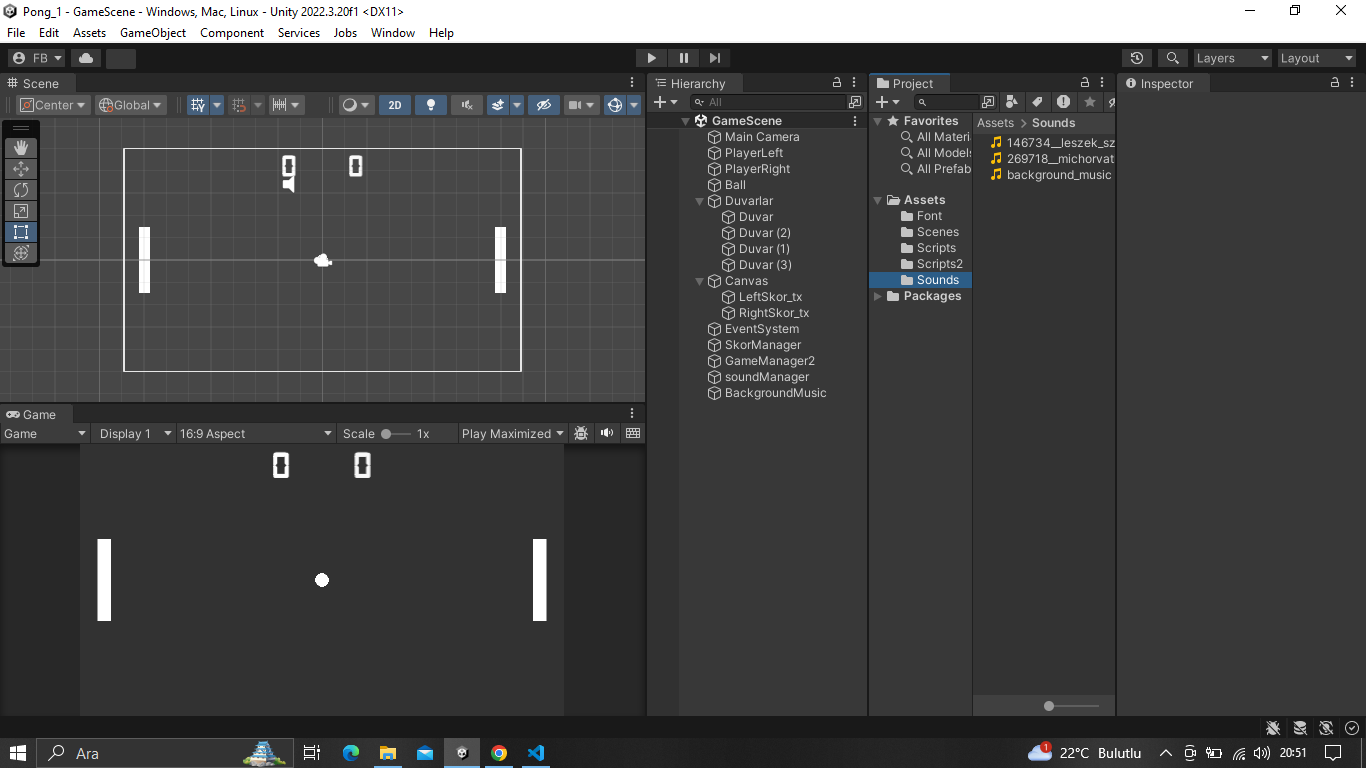 Pong_1 - GameScene - Windows, Mac, Linux - Unity 2022.3.20f1 <DX11>
File Edit Assets GameObject Component Services Jobs Window Help
FB Layers Layout
Scene
Center Global 2D
0 0
Game
Game Display 1 16:9 Aspect Scale 1x Play Maximized
0 0
Hierarchy
All
GameScene
Main Camera
PlayerLeft
PlayerRight
Ball
Duvarlar
Duvar
Duvar (2)
Duvar (1)
Duvar (3)
Canvas
LeftSkor_tx
RightSkor_tx
EventSystem
SkorManager
GameManager2
soundManager
BackgroundMusic
Project
Favorites
All Materi
All Models
All Prefab
Assets
Font
Scenes
Scripts
Scripts2
Sounds
Packages
Assets > Sounds
146734__leszek_sz
269718__michorvat
background_music
Inspector
Ara
1
22°C Bulutlu
20:51